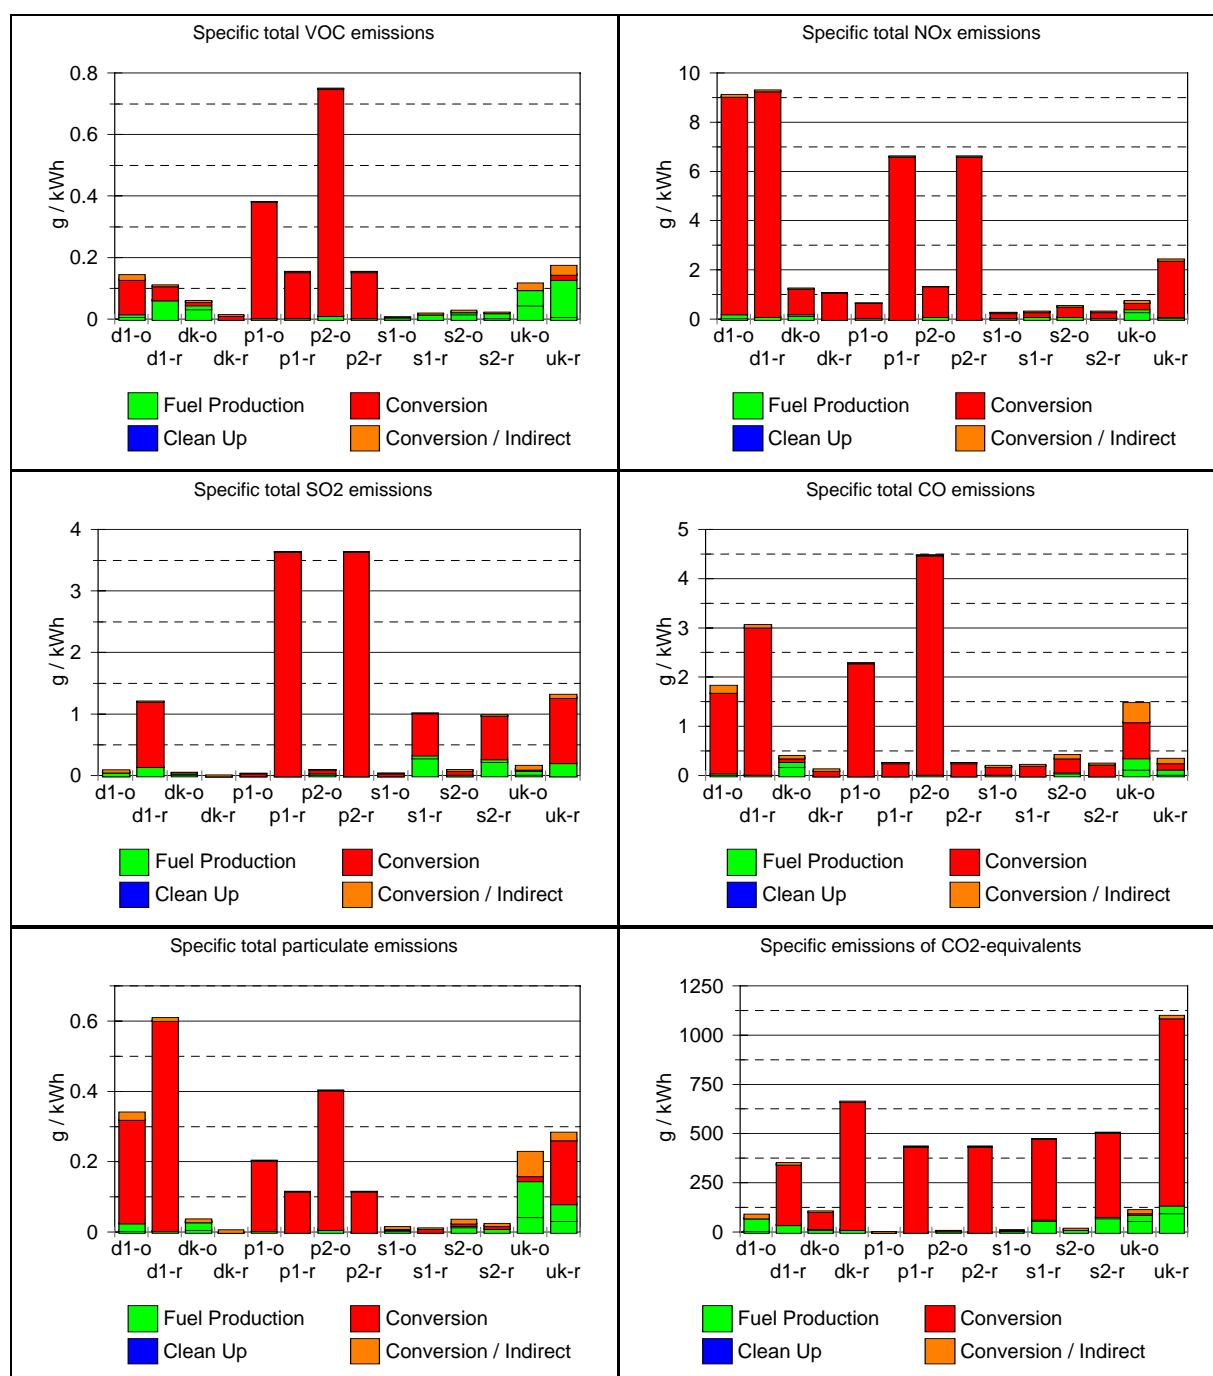 Specific total VOC emissions
0.8
0.6
0.4
0.2
0
g / kWh
d1-o dk-o p1-o p2-o s1-o s2-o uk-o
d1-r dk-r p1-r p2-r s1-r s2-r uk-r
Fuel Production Conversion
Clean Up Conversion / Indirect
Specific total NOx emissions
10
8
6
4
2
0
g / kWh
d1-o dk-o p1-o p2-o s1-o s2-o uk-o
d1-r dk-r p1-r p2-r s1-r s2-r uk-r
Fuel Production Conversion
Clean Up Conversion / Indirect
Specific total SO2 emissions
4
3
2
1
0
g / kWh
d1-o dk-o p1-o p2-o s1-o s2-o uk-o
d1-r dk-r p1-r p2-r s1-r s2-r uk-r
Fuel Production Conversion
Clean Up Conversion / Indirect
Specific total CO emissions
5
4
3
2
1
0
g / kWh
d1-o dk-o p1-o p2-o s1-o s2-o uk-o
d1-r dk-r p1-r p2-r s1-r s2-r uk-r
Fuel Production Conversion
Clean Up Conversion / Indirect
Specific total particulate emissions
0.6
0.4
0.2
0
g / kWh
d1-o dk-o p1-o p2-o s1-o s2-o uk-o
d1-r dk-r p1-r p2-r s1-r s2-r uk-r
Fuel Production Conversion
Clean Up Conversion / Indirect
Specific emissions of CO2-equivalents
1250
1000
750
500
250
0
g / kWh
d1-o dk-o p1-o p2-o s1-o s2-o uk-o
d1-r dk-r p1-r p2-r s1-r s2-r uk-r
Fuel Production Conversion
Clean Up Conversion / Indirect